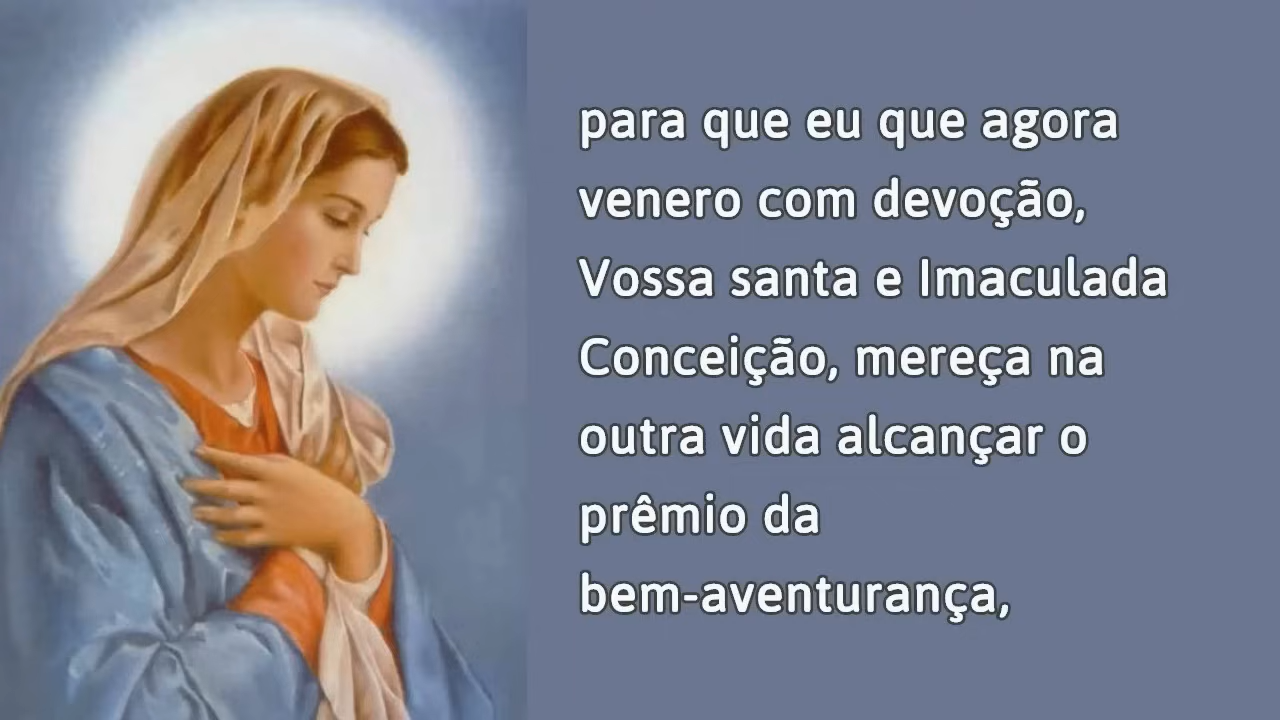 para que eu que agora
venero com devoção,
Vossa santa e Imaculada
Conceição, mereça na
outra vida alcançar o
prêmio da
bem-aventurança,